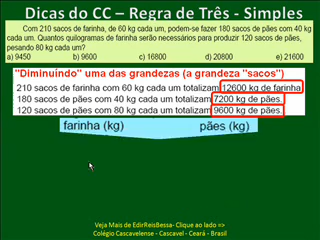 Dicas do CC – Regra de Três - Simples
Com 210 sacos de farinha, de 60 kg cada um, podem-se fazer 180 sacos de pães com 40 kg
cada um. Quantos quilogramas de farinha serão necessários para produzir 120 sacos de pães,
pesando 80 kg cada um?
a) 9450 b) 9600 c) 16800 d) 20800 e) 21600
"Diminuíndo" uma das grandezas (a grandeza "sacos")
210 sacos de farinha com 60 kg cada um totalizam 12600 kg de farinha
180 sacos de pães com 40 kg cada um totalizam 7200 kg de pães.
120 sacos de pães com 80 kg cada um totalizam 9600 kg de pães.
farinha (kg) pães (kg)
Veja Mais de EdirReisBessa- Clique ao lado =>
Colégio Cascavelense - Cascavel - Ceará - Brasil